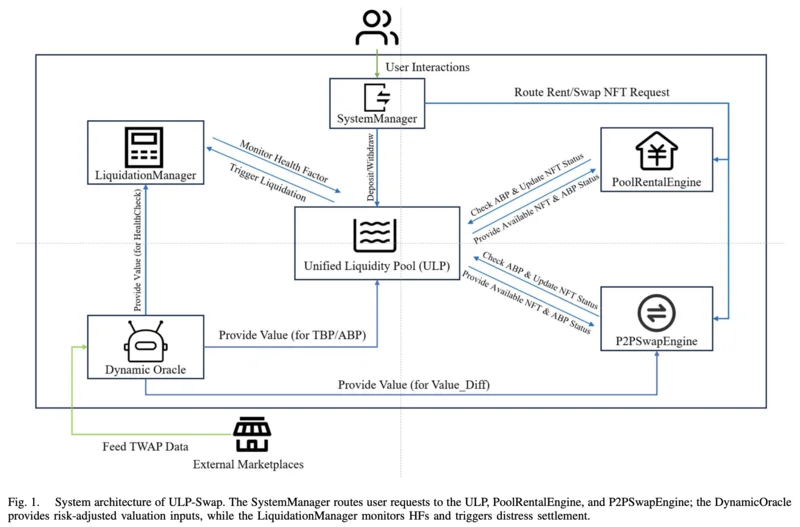 User Interactions
SystemManager
Route Rent/Swap NFT Request
LiquidationManager
Monitor Health Factor
Trigger Liquidation
Deposit/Withdraw
PoolRentalEngine
Check ABP & Update NFT Status
Provide Available NFT & ABP Status
Unified Liquidity Pool (ULP)
Provide Value (for HealthCheck)
Check ABP & Update NFT Status
Provide Available NFT & ABP Status
P2PSwapEngine
Provide Value (for TBP/ABP)
Dynamic Oracle
Provide Value (for Value_Diff)
Feed TWAP Data
External Marketplaces
Fig. 1. System architecture of ULP-Swap. The SystemManager routes user requests to the ULP, PoolRentalEngine, and P2PSwapEngine; the DynamicOracle
provides risk-adjusted valuation inputs, while the LiquidationManager monitors HFs and triggers distress settlement.